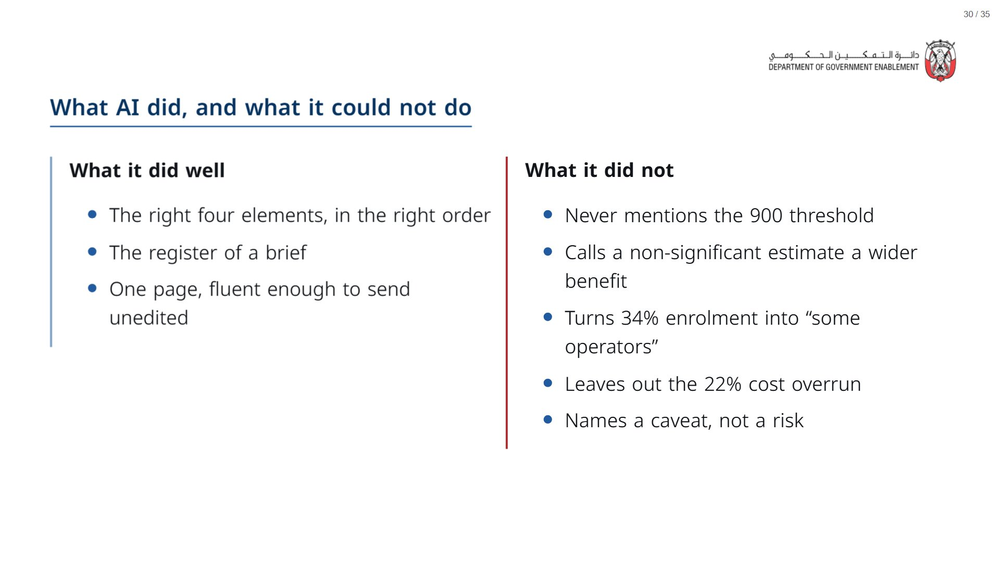 30 / 35
دائرة التمكين الحكومي
DEPARTMENT OF GOVERNMENT ENABLEMENT
What AI did, and what it could not do
What it did well
The right four elements, in the right order
The register of a brief
One page, fluent enough to send
unedited
What it did not
Never mentions the 900 threshold
Calls a non-significant estimate a wider
benefit
Turns 34% enrolment into “some
operators”
Leaves out the 22% cost overrun
Names a caveat, not a risk